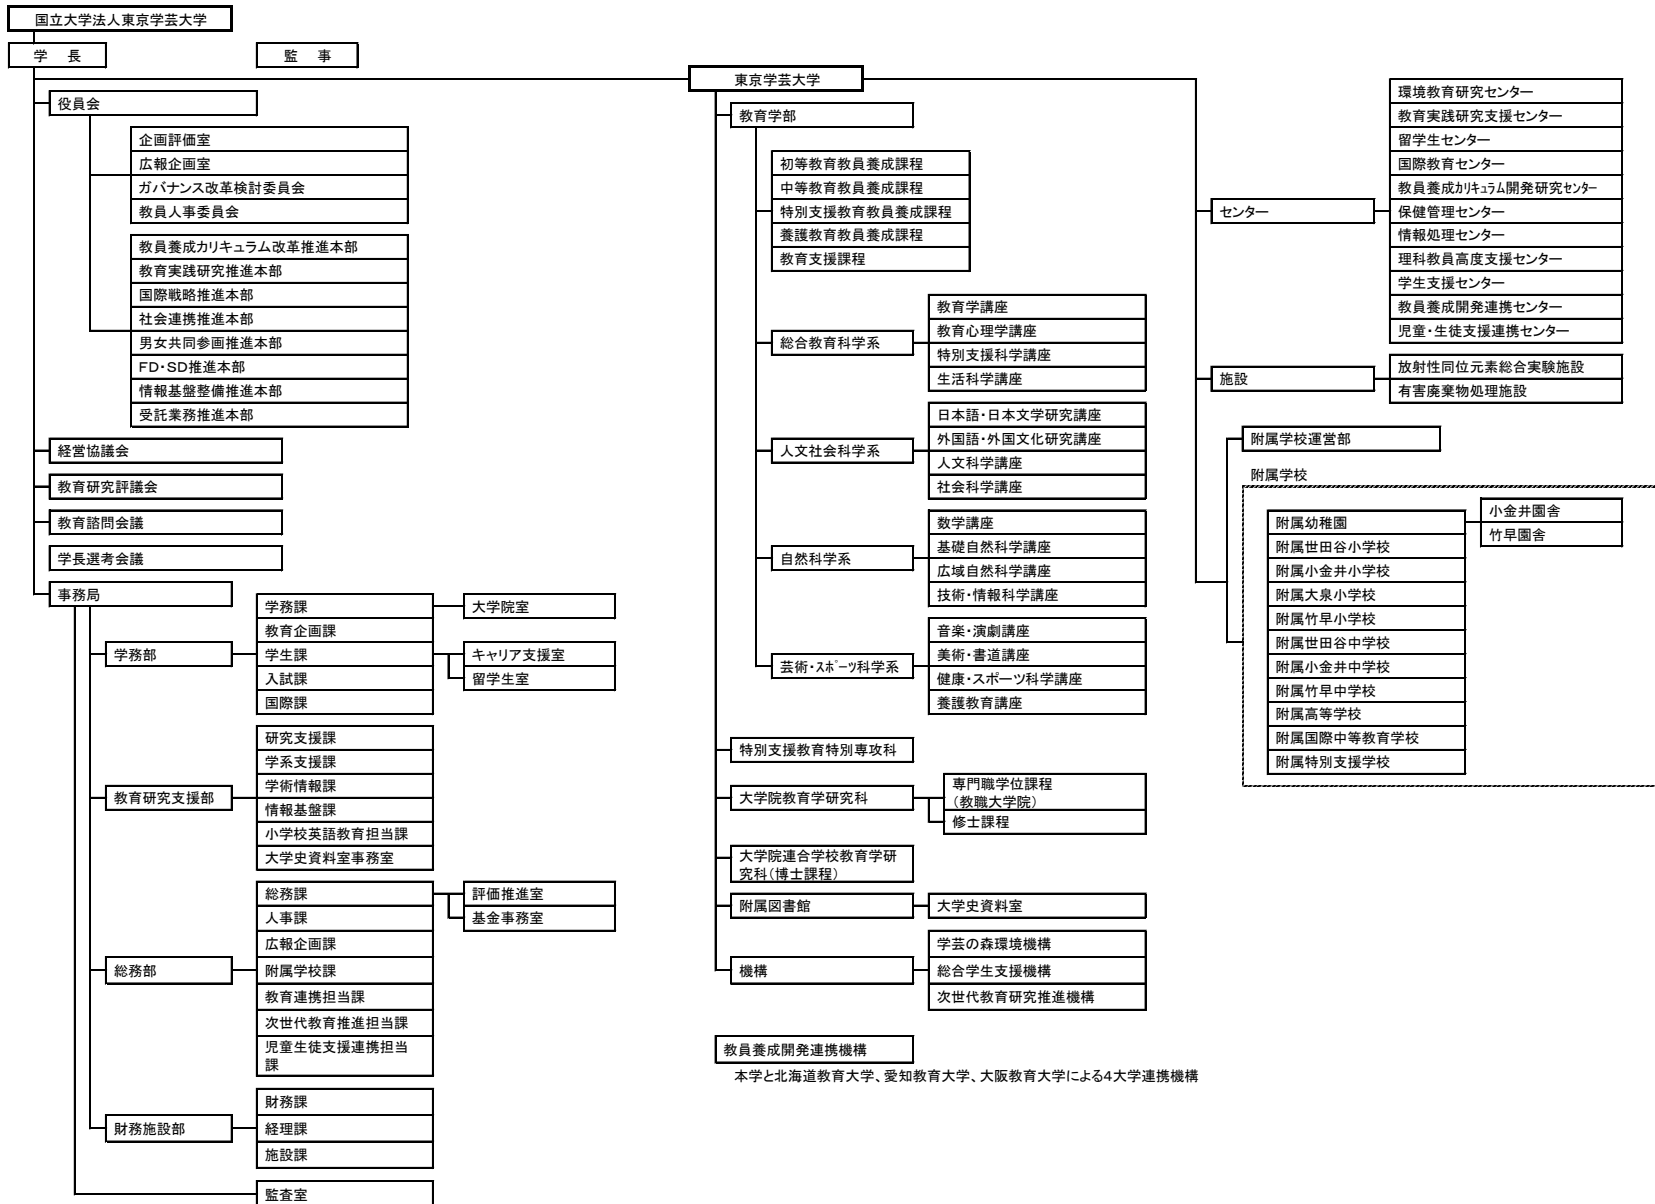 国立大学法人東京学芸大学
学　長
監　事
役員会
企画評価室
広報企画室
ガバナンス改革検討委員会
教員人事委員会
教員養成カリキュラム改革推進本部
教育実践研究推進本部
国際戦略推進本部
社会連携推進本部
男女共同参画推進本部
FD・SD推進本部
情報基盤整備推進本部
受託業務推進本部
経営協議会
教育研究評議会
教育諮問会議
学長選考会議
事務局
学務部
学務課
教育企画課
学生課
入試課
国際課
大学院室
キャリア支援室
留学生室
教育研究支援部
研究支援課
学系支援課
学術情報課
情報基盤課
小学校英語教育担当課
大学史資料室事務室
総務部
総務課
人事課
広報企画課
附属学校課
教育連携担当課
次世代教育推進担当課
児童生徒支援連携担当
課
評価推進室
基金事務室
財務施設部
財務課
経理課
施設課
監査室
東京学芸大学
教育学部
初等教育教員養成課程
中等教育教員養成課程
特別支援教育教員養成課程
養護教育教員養成課程
教育支援課程
総合教育科学系
教育学講座
教育心理学講座
特別支援科学講座
生活科学講座
人文社会科学系
日本語・日本文学研究講座
外国語・外国文化研究講座
人文科学講座
社会科学講座
自然科学系
数学講座
基礎自然科学講座
広域自然科学講座
技術・情報科学講座
芸術・スポーツ科学系
音楽・演劇講座
美術・書道講座
健康・スポーツ科学講座
養護教育講座
特別支援教育特別専攻科
大学院教育学研究科
専門職学位課程
（教職大学院）
修士課程
大学院連合学校教育学研
究科（博士課程）
附属図書館
大学史資料室
機構
学芸の森環境機構
総合学生支援機構
次世代教育研究推進機構
教員養成開発連携機構
本学と北海道教育大学、愛知教育大学、大阪教育大学による4大学連携機構
センター
環境教育研究センター
教育実践研究支援センター
留学生センター
国際教育センター
教員養成カリキュラム開発研究センター
保健管理センター
情報処理センター
理科教員高度支援センター
学生支援センター
教員養成開発連携センター
児童・生徒支援連携センター
施設
放射性同位元素総合実験施設
有害廃棄物処理施設
附属学校運営部
附属学校
附属幼稚園
小金井園舎
竹早園舎
附属世田谷小学校
附属小金井小学校
附属大泉小学校
附属竹早小学校
附属世田谷中学校
附属小金井中学校
附属竹早中学校
附属高等学校
附属国際中等教育学校
附属特別支援学校